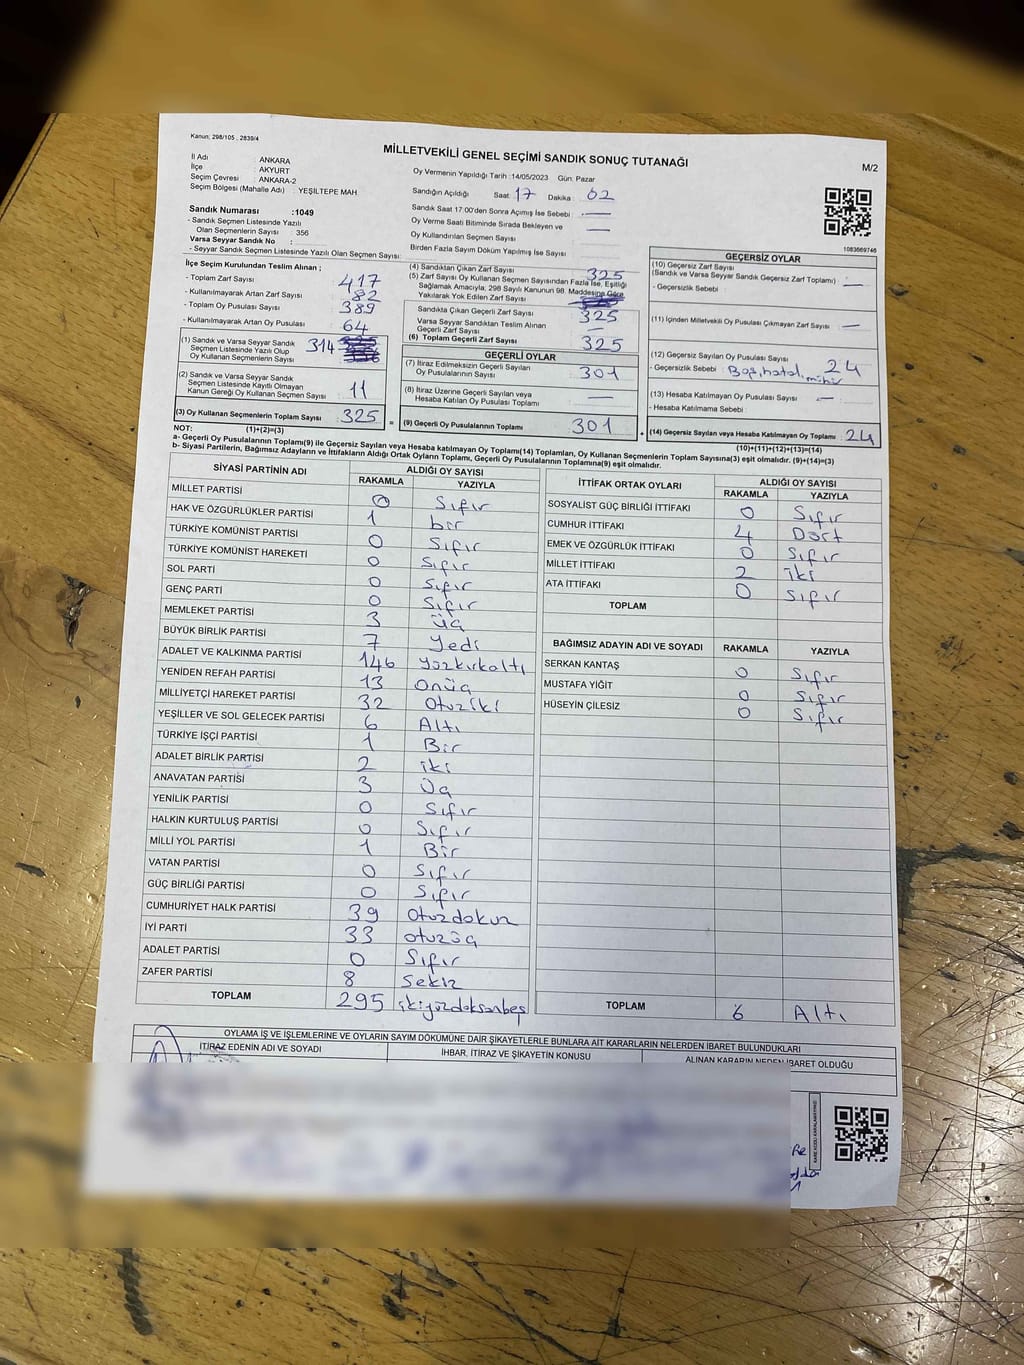 Kanun; 298/105 , 2839/4
MİLLETVEKİLİ GENEL SEÇİMİ SANDIK SONUÇ TUTANAĞI
M/2
İl Adı ANKARA
İlçe : AKYURT
Seçim Çevresi : ANKARA-2
Seçim Bölgesi (Mahalle Adı) : YEŞİLTEPE MAH.
Oy Vermenin Yapıldığı Tarih :14/05/2023 Gün: Pazar
Sandığın Açıldığı Saat 17 Dakika 02
Sandık Saat 17.00'den Sonra Açımış İse Sebebi : —
Oy Verme Saati Bitiminde Sırada Bekleyen ve
Oy Kullandırılan Seçmen Sayısı —
Birden Fazla Sayım Döküm Yapılmış İse Sayısı
1083669746
Sandık Numarası :1049
- Sandık Seçmen Listesinde Yazılı
Olan Seçmenlerin Sayısı : 356
Varsa Seyyar Sandık No :
- Seyyar Sandık Seçmen Listesinde Yazılı Olan Seçmen Sayısı:
İlçe Seçim Kurulundan Teslim Alınan ;
- Toplam Zarf Sayısı 417
- Kullanılmayarak Artan Zarf Sayısı 82
- Toplam Oy Pusulası Sayısı 389
- Kullanılmayarak Artan Oy Pusulası 64
(1) Sandık ve Varsa Seyyar Sandık
Seçmen Listesinde Yazılı Olup
Oy Kullanan Seçmenlerin Sayısı 314
(2) Sandık ve Varsa Seyyar Sandık
Seçmen Listesinde Kayıtlı Olmayan
Kanun Gereği Oy Kullanan Seçmen Sayısı 11
(3) Oy Kullanan Seçmenlerin Toplam Sayısı : 325
(4) Sandıktan Çıkan Zarf Sayısı 325
(5) Zarf Sayısı Oy Kullanan Seçmen Sayısından Fazla İse, Eşitliği
Sağlamak Amacıyla, 298 Sayılı Kanunun 98. Maddesine Göre
Yakılarak Yok Edilen Zarf Sayısı
Sandıkta Çıkan Geçerli Zarf Sayısı 325
Varsa Seyyar Sandıktan Teslim Alınan
Geçerli Zarf Sayısı —
(6) Toplam Geçerli Zarf Sayısı 325
GEÇERLİ OYLAR
(7) İtiraz Edilmeksizin Geçerli Sayılan
Oy Pusulalarının Sayısı : 301
(8) İtiraz Üzerine Geçerli Sayılan veya
Hesaba Katılan Oy Pusulası Toplamı : —
= (9) Geçerli Oy Pusulalarının Toplamı : 301
GEÇERSİZ OYLAR
(10) Geçersiz Zarf Sayısı
(Sandık ve Varsa Seyyar Sandık Geçersiz Zarf Toplamı) —
- Geçersizlik Sebebi
(11) İçinden Milletvekili Oy Pusulası Çıkmayan Zarf Sayısı : —
(12) Geçersiz Sayılan Oy Pusulası Sayısı 24
- Geçersizlik Sebebi : Boş, hatalı, mühür
(13) Hesaba Katılmayan Oy Pusulası Sayısı : —
- Hesaba Katılmama Sebebi
+ (14) Geçersiz Sayılan veya Hesaba Katılmayan Oy Toplamı : 24
NOT: (1)+(2)=(3) (10)+(11)+(12)+(13)=(14)
a- Geçerli Oy Pusulalarının Toplam(9) ile Geçersiz Sayılan veya Hesaba katılmayan Oy Toplamı(14) Toplamları, Oy Kullanan Seçmenlerin Toplam Sayısına(3) eşit olmalıdır. (9)+(14)=(3)
b- Siyasi Partilerin, Bağımsız Adayların ve İttifakların Aldığı Ortak Oyların Toplamı, Geçerli Oy Pusulalarının Toplamına(9) eşit olmalıdır.
SİYASİ PARTİNİN ADI ALDIĞI OY SAYISI
RAKAMLA YAZIYLA
MİLLET PARTİSİ 0 Sıfır
HAK VE ÖZGÜRLÜKLER PARTİSİ 1 bir
TÜRKİYE KOMÜNİST PARTİSİ 0 Sıfır
TÜRKİYE KOMÜNİST HAREKETİ 0 Sıfır
SOL PARTİ 0 Sıfır
GENÇ PARTİ 0 Sıfır
MEMLEKET PARTİSİ 3 üç
BÜYÜK BİRLİK PARTİSİ 7 Yedi
ADALET VE KALKINMA PARTİSİ 146 Yüzkırkaltı
YENİDEN REFAH PARTİSİ 13 Onüç
MİLLİYETÇİ HAREKET PARTİSİ 32 Otuziki
YEŞİLLER VE SOL GELECEK PARTİSİ 6 Altı
TÜRKİYE İŞÇİ PARTİSİ 1 Bir
ADALET BİRLİK PARTİSİ 2 iki
ANAVATAN PARTİSİ 3 Üç
YENİLİK PARTİSİ 0 Sıfır
HALKIN KURTULUŞ PARTİSİ 0 Sıfır
MİLLİ YOL PARTİSİ 1 Bir
VATAN PARTİSİ 0 Sıfır
GÜÇ BİRLİĞİ PARTİSİ 0 Sıfır
CUMHURİYET HALK PARTİSİ 39 Otuzdokuz
İYİ PARTİ 33 otuzüç
ADALET PARTİSİ 0 Sıfır
ZAFER PARTİSİ 8 Sekiz
TOPLAM 295 ikiyüzdoksanbeş
İTTİFAK ORTAK OYLARI ALDIĞI OY SAYISI
RAKAMLA YAZIYLA
SOSYALİST GÜÇ BİRLİĞİ İTTİFAKI 0 Sıfır
CUMHUR İTTİFAKI 4 Dört
EMEK VE ÖZGÜRLÜK İTTİFAKI 0 Sıfır
MİLLET İTTİFAKI 2 iki
ATA İTTİFAKI 0 Sıfır
TOPLAM
BAĞIMSIZ ADAYIN ADI VE SOYADI RAKAMLA YAZIYLA
SERKAN KANTAŞ 0 Sıfır
MUSTAFA YİĞİT 0 Sıfır
HÜSEYİN ÇİLESİZ 0 Sıfır
TOPLAM 6 Altı
OYLAMA İŞ VE İŞLEMLERİNE VE OYLARIN SAYIM DÖKÜMÜNE DAİR ŞİKAYETLERLE BUNLARA AİT KARARLARIN NELERDEN İBARET BULUNDUKLARI
İTİRAZ EDENİN ADI VE SOYADI İHBAR, İTİRAZ VE ŞİKAYETİN KONUSU ALINAN KARARIN NEDEN İBARET OLDUĞU
KARE KODU KARALAMAYINIZ